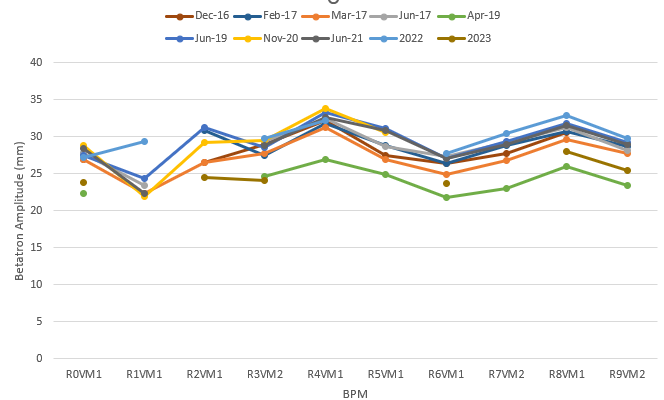 Dec-16 Feb-17 Mar-17 Jun-17 Apr-19
Jun-19 Nov-20 Jun-21 2022 2023
40
35
30
25
20
15
10
5
0
Betatron Amplitude (mm)
R0VM1 R1VM1 R2VM1 R3VM2 R4VM1 R5VM1 R6VM1 R7VM2 R8VM1 R9VM2
BPM